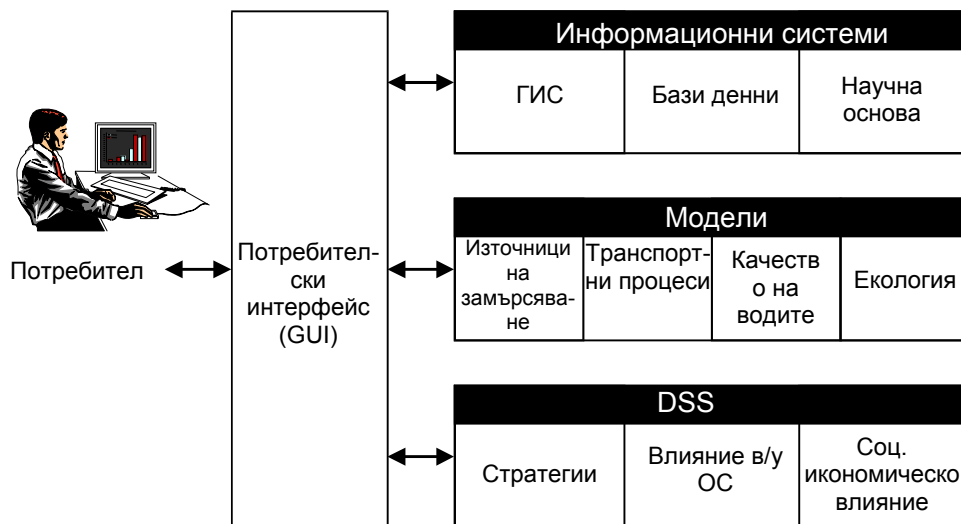 Потребител
Потребител-
ски
интерфейс
(GUI)
Информационни системи
ГИС
Бази денни
Научна
основа
Модели
Източници
на
замърсява-
не
Транспорт-
ни процеси
Качеств
о на
водите
Екология
DSS
Стратегии
Влияние в/у
ОС
Соц.
икономическо
влияние